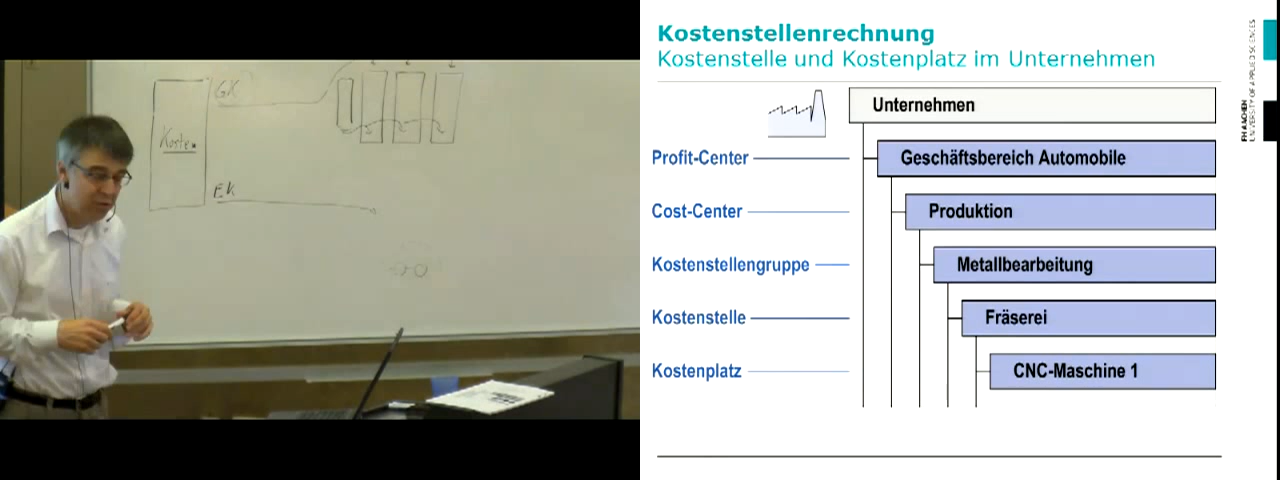 GK
Kosten
EK
Kostenstellenrechnung
Kostenstelle und Kostenplatz im Unternehmen
Unternehmen
Profit-Center
Geschäftsbereich Automobile
Cost-Center
Produktion
Kostenstellengruppe
Metallbearbeitung
Kostenstelle
Fräserei
Kostenplatz
CNC-Maschine 1
FH AACHEN
UNIVERSITY OF APPLIED SCIENCES